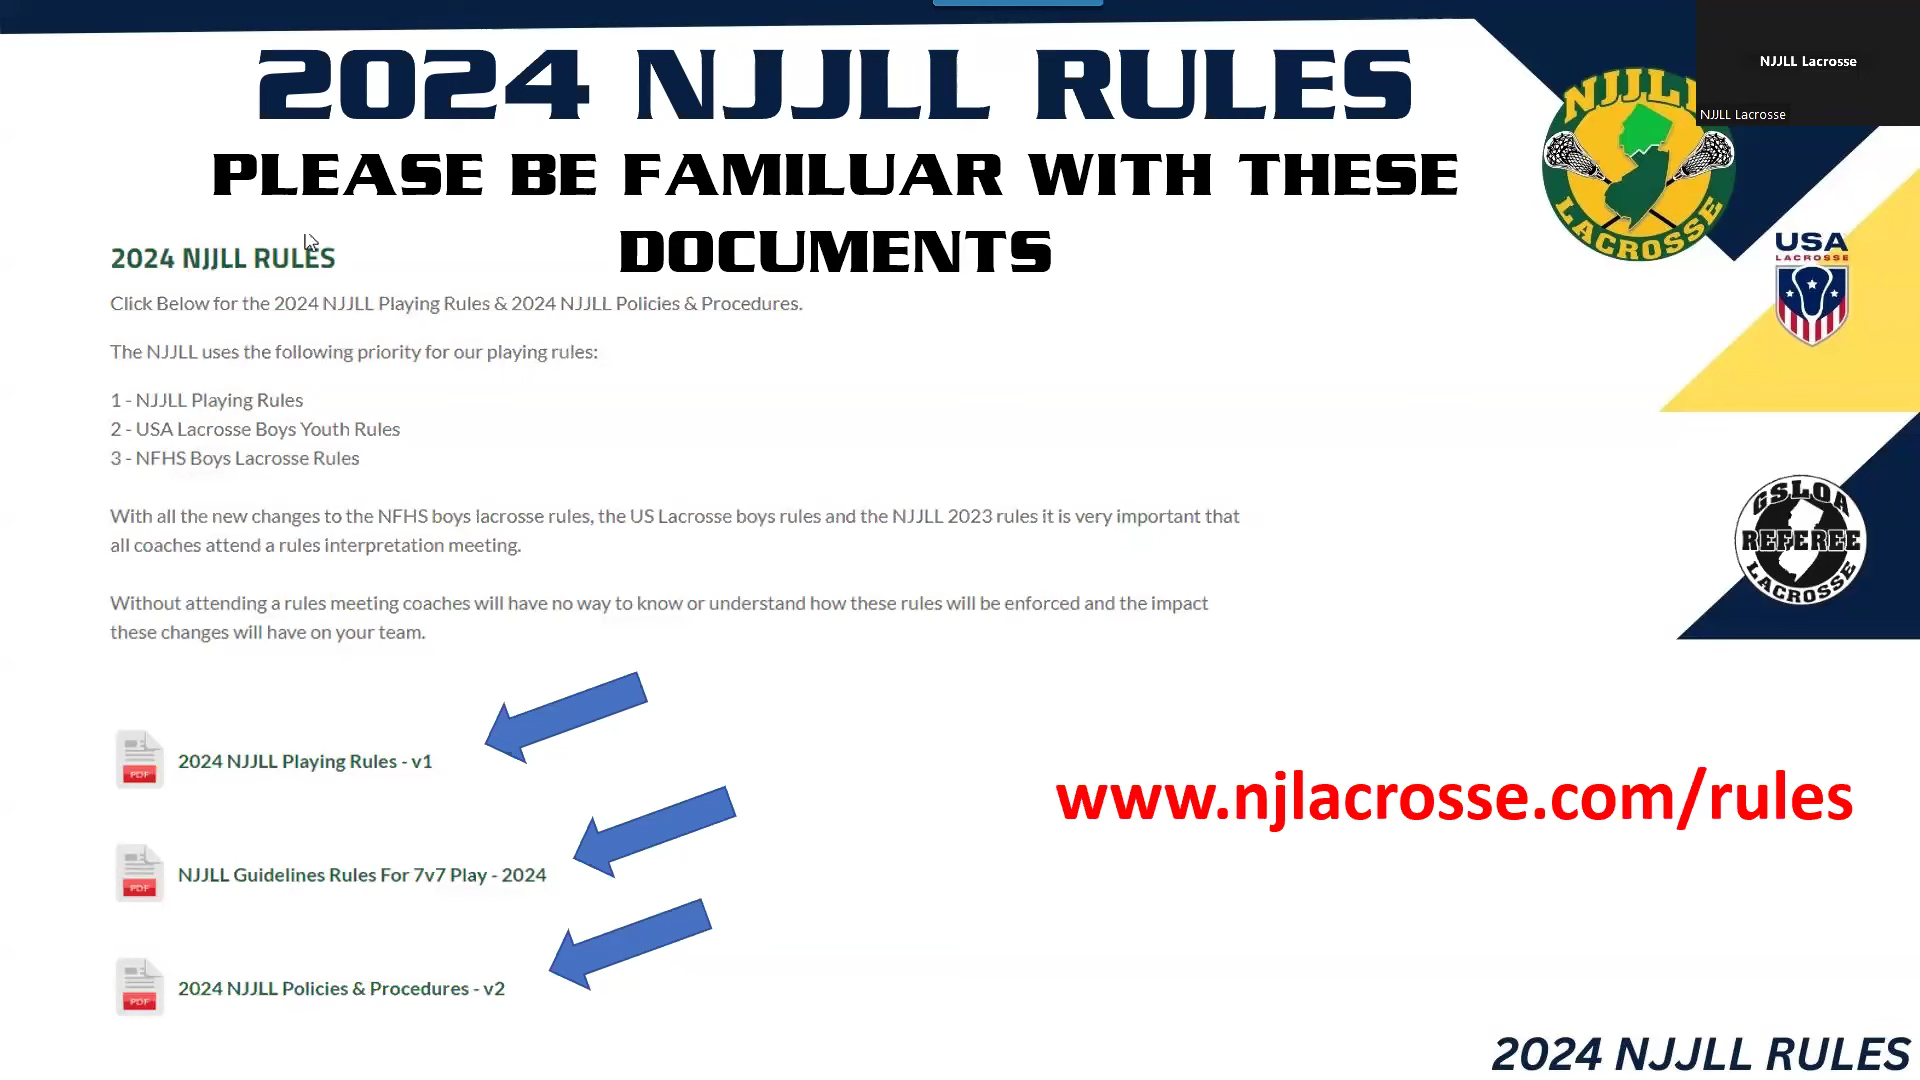 2024 NJJLL RULES
PLEASE BE FAMILUAR WITH THESE
DOCUMENTS
NJJLL
LACROSSE
NJJLL Lacrosse
NJJLL Lacrosse
USA
LACROSSE
GSLOA
REFEREE
LACROSSE
2024 NJJLL RULES
Click Below for the 2024 NJJLL Playing Rules & 2024 NJJLL Policies & Procedures.
The NJJLL uses the following priority for our playing rules:
1 - NJJLL Playing Rules
2 - USA Lacrosse Boys Youth Rules
3 - NFHS Boys Lacrosse Rules
With all the new changes to the NFHS boys lacrosse rules, the US Lacrosse boys rules and the NJJLL 2023 rules it is very important that
all coaches attend a rules interpretation meeting.
Without attending a rules meeting coaches will have no way to know or understand how these rules will be enforced and the impact
these changes will have on your team.
PDF
2024 NJJLL Playing Rules - v1
PDF
NJJLL Guidelines Rules For 7v7 Play - 2024
PDF
2024 NJJLL Policies & Procedures - v2
www.njlacrosse.com/rules
2024 NJJLL RULES